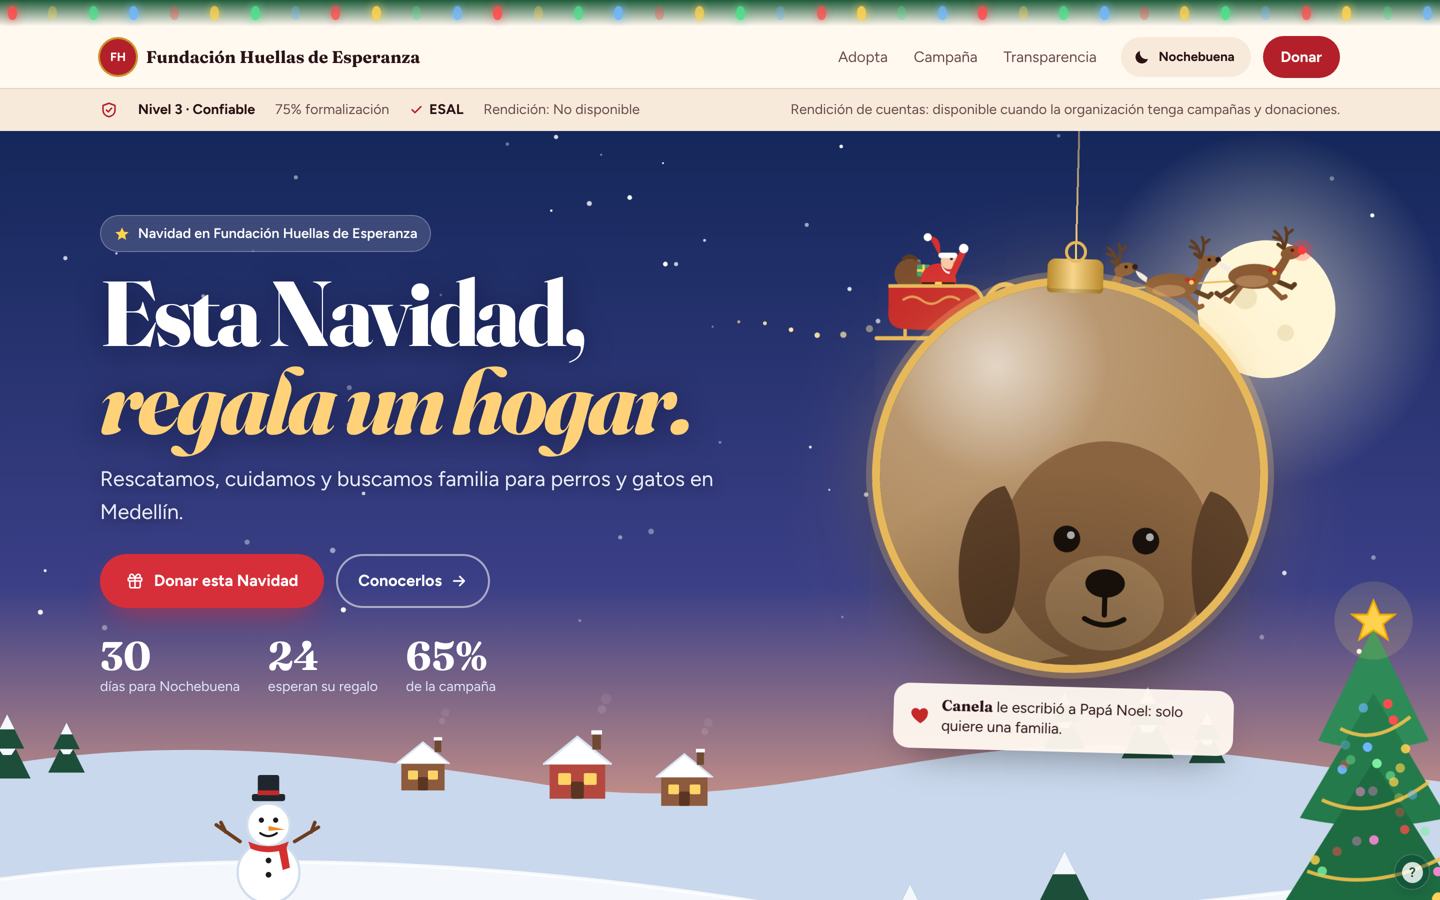 FH
Fundación Huellas de Esperanza
Adopta
Campaña
Transparencia
Nochebuena
Donar
Nivel 3 · Confiable
75% formalización
ESAL
Rendición: No disponible
Rendición de cuentas: disponible cuando la organización tenga campañas y donaciones.
Navidad en Fundación Huellas de Esperanza
Esta Navidad,
regala un hogar.
Rescatamos, cuidamos y buscamos familia para perros y gatos en
Medellín.
Donar esta Navidad
Conocerlos →
30
días para Nochebuena
24
esperan su regalo
65%
de la campaña
Canela le escribió a Papá Noel: solo
quiere una familia.
?